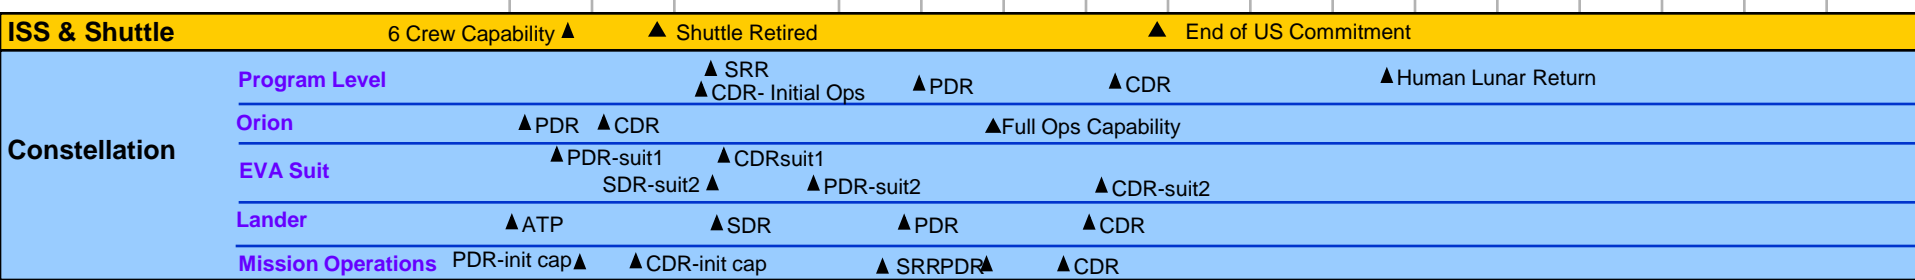 ISS & Shuttle 6 Crew Capability Shuttle Retired End of US Commitment
Constellation
Program Level SRR
CDR- Initial Ops PDR CDR Human Lunar Return
Orion PDR CDR Full Ops Capability
EVA Suit PDR-suit1 CDRsuit1
SDR-suit2 PDR-suit2 CDR-suit2
Lander ATP SDR PDR CDR
Mission Operations PDR-init cap CDR-init cap SRR PDR CDR